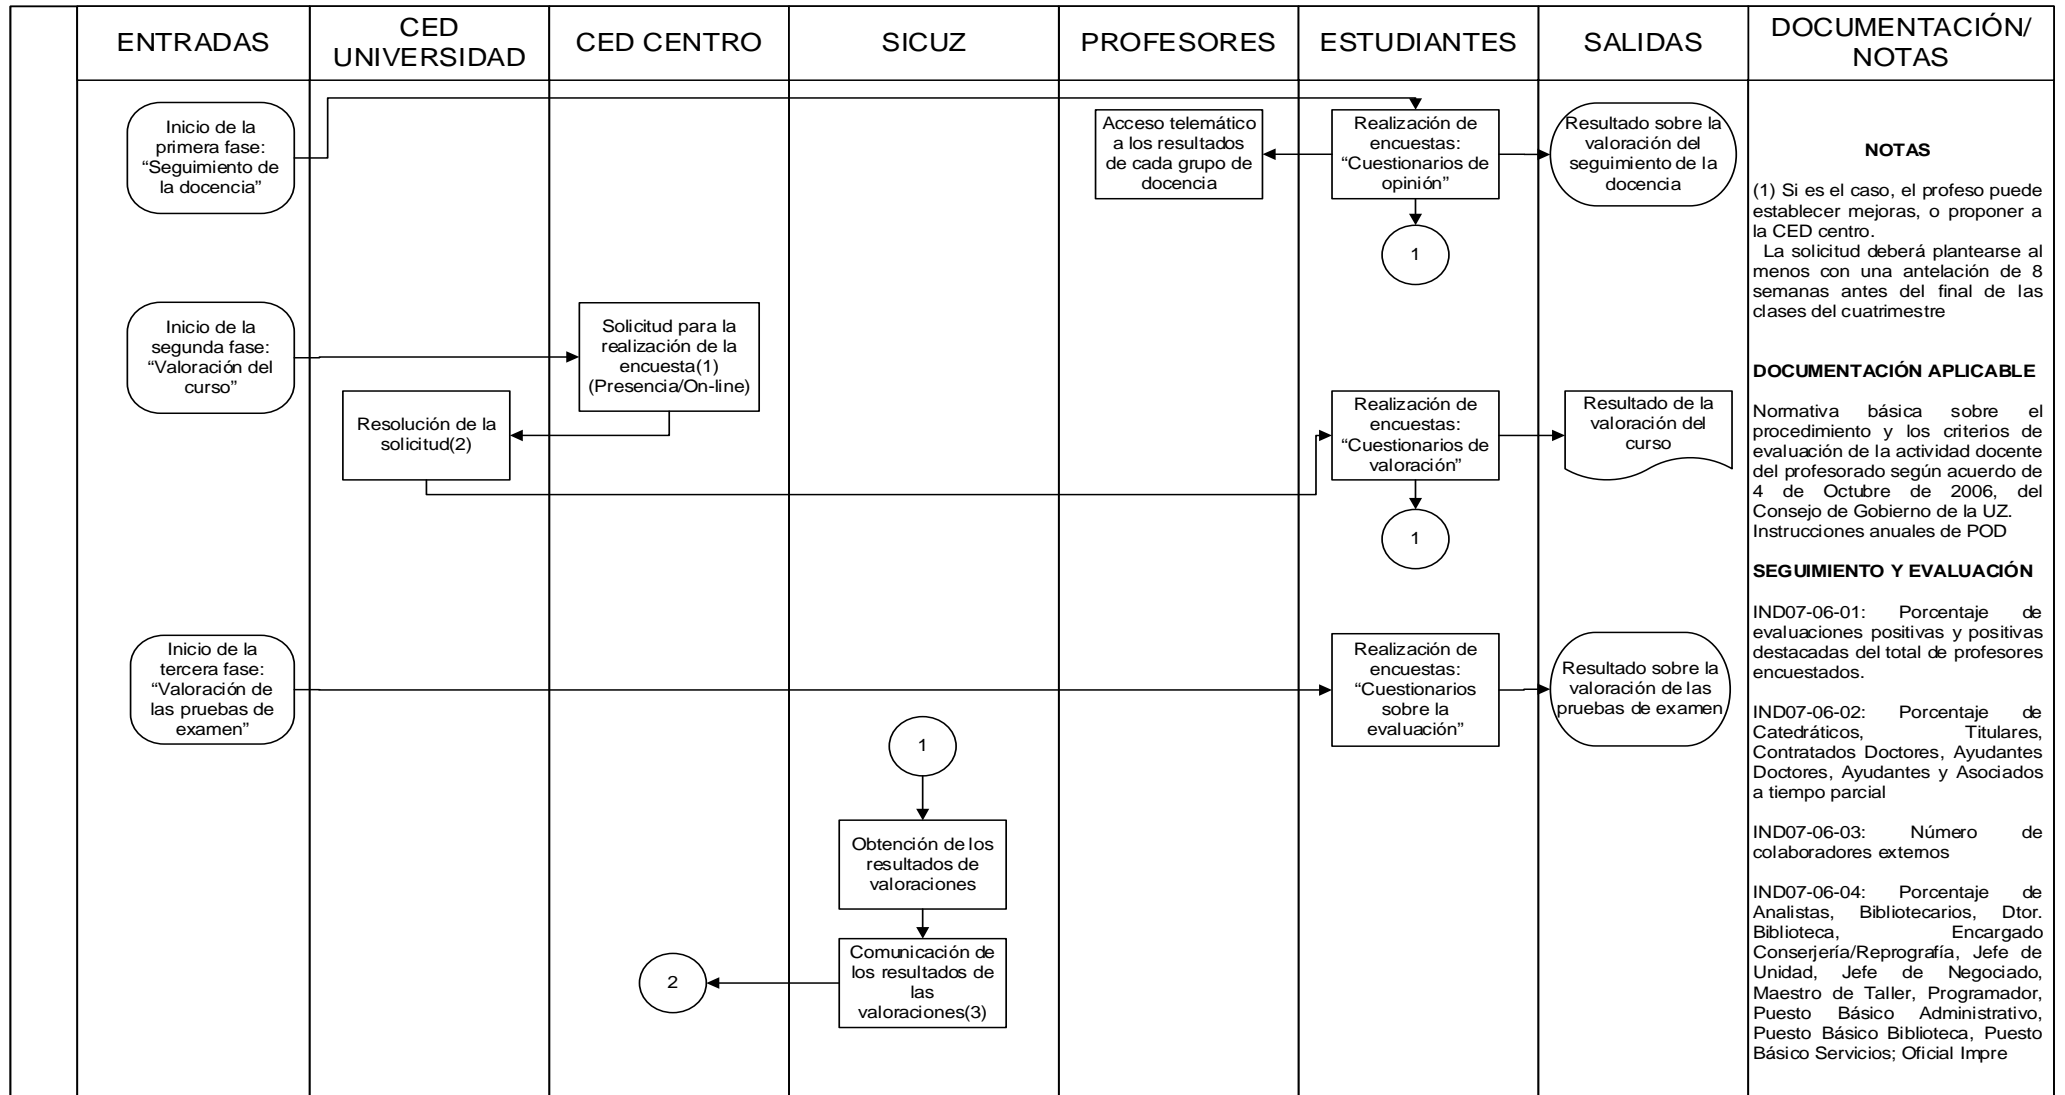 ENTRADAS
CED
UNIVERSIDAD
CED CENTRO
SICUZ
PROFESORES
ESTUDIANTES
SALIDAS
DOCUMENTACIÓN/
NOTAS
Inicio de la
primera fase:
“Seguimiento de
la docencia”
Acceso telemático
a los resultados
de cada grupo de
docencia
Realización de
encuestas:
“Cuestionarios de
opinión”
Resultado sobre la
valoración del
seguimiento de la
docencia
1
Inicio de la
segunda fase:
“Valoración del
curso”
Solicitud para la
realización de la
encuesta(1)
(Presencia/On-line)
Resolución de la
solicitud(2)
Realización de
encuestas:
“Cuestionarios de
valoración”
Resultado de la
valoración del
curso
1
Inicio de la
tercera fase:
“Valoración de
las pruebas de
examen”
Realización de
encuestas:
“Cuestionarios
sobre la
evaluación”
Resultado sobre la
valoración de las
pruebas de examen
1
Obtención de los
resultados de
valoraciones
Comunicación de
los resultados de
las
valoraciones(3)
2
NOTAS
(1) Si es el caso, el profeso puede
establecer mejoras, o proponer a
la CED centro.
La solicitud deberá plantearse al
menos con una antelación de 8
semanas antes del final de las
clases del cuatrimestre
DOCUMENTACIÓN APLICABLE
Normativa básica sobre el
procedimiento y los criterios de
evaluación de la actividad docente
del profesorado según acuerdo de
4 de Octubre de 2006, del
Consejo de Gobierno de la UZ.
Instrucciones anuales de POD
SEGUIMIENTO Y EVALUACIÓN
IND07-06-01: Porcentaje de
evaluaciones positivas y positivas
destacadas del total de profesores
encuestados.
IND07-06-02: Porcentaje de
Catedráticos, Titulares,
Contratados Doctores, Ayudantes
Doctores, Ayudantes y Asociados
a tiempo parcial
IND07-06-03: Número de
colaboradores externos
IND07-06-04: Porcentaje de
Analistas, Bibliotecarios, Dtor.
Biblioteca, Encargado
Conserjería/Reprografía, Jefe de
Unidad, Jefe de Negociado,
Maestro de Taller, Programador,
Puesto Básico Administrativo,
Puesto Básico Biblioteca, Puesto
Básico Servicios; Oficial Impre